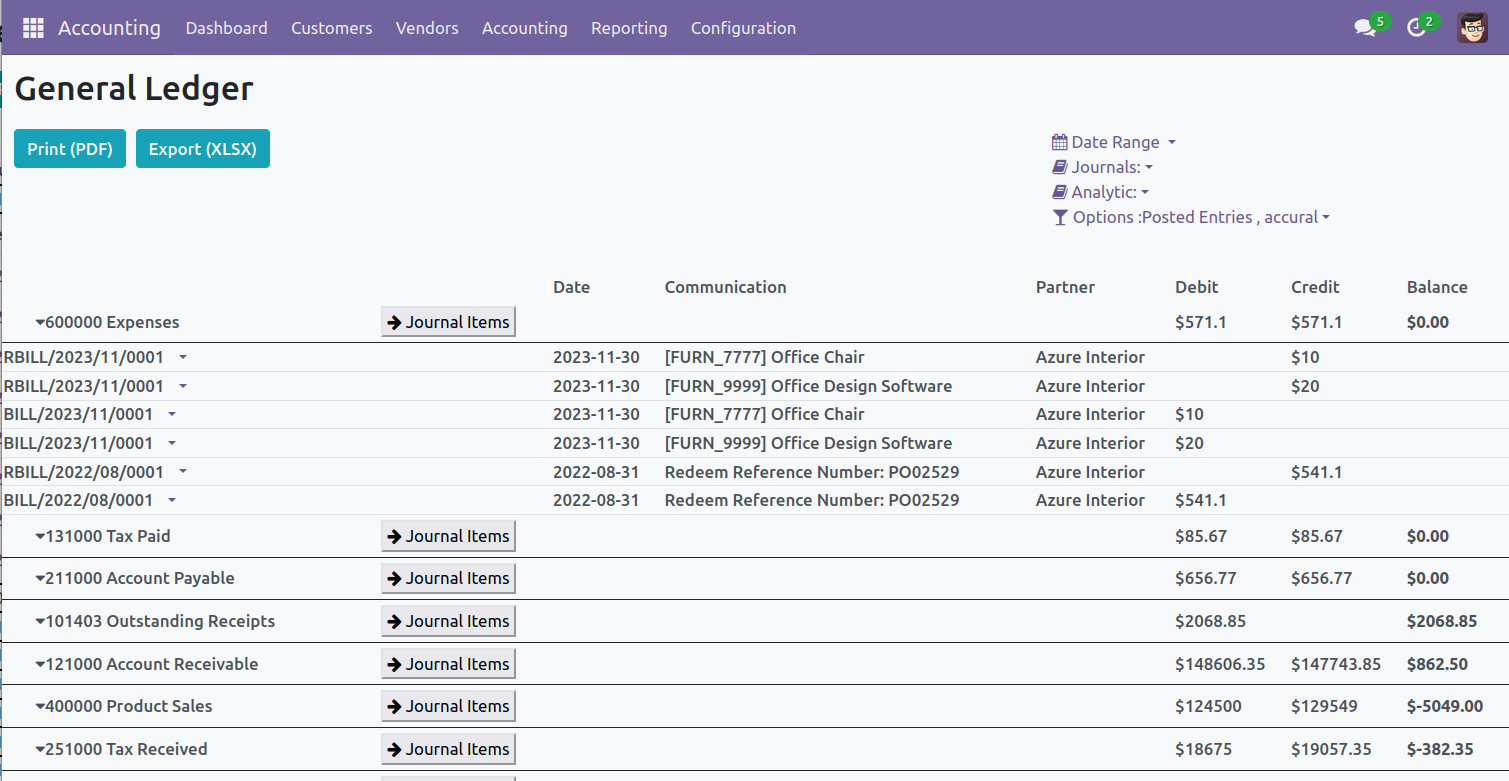 Accounting Dashboard Customers Vendors Accounting Reporting Configuration 5 2
General Ledger
Print (PDF) Export (XLSX)
Date Range
Journals:
Analytic:
Options :Posted Entries , accural
Date Communication Partner Debit Credit Balance
600000 Expenses Journal Items $571.1 $571.1 $0.00
RBILL/2023/11/0001 2023-11-30 [FURN_7777] Office Chair Azure Interior $10
RBILL/2023/11/0001 2023-11-30 [FURN_9999] Office Design Software Azure Interior $20
BILL/2023/11/0001 2023-11-30 [FURN_7777] Office Chair Azure Interior $10
BILL/2023/11/0001 2023-11-30 [FURN_9999] Office Design Software Azure Interior $20
RBILL/2022/08/0001 2022-08-31 Redeem Reference Number: PO02529 Azure Interior $541.1
BILL/2022/08/0001 2022-08-31 Redeem Reference Number: PO02529 Azure Interior $541.1
131000 Tax Paid Journal Items $85.67 $85.67 $0.00
211000 Account Payable Journal Items $656.77 $656.77 $0.00
101403 Outstanding Receipts Journal Items $2068.85 $2068.85
121000 Account Receivable Journal Items $148606.35 $147743.85 $862.50
400000 Product Sales Journal Items $124500 $129549 $-5049.00
251000 Tax Received Journal Items $18675 $19057.35 $-382.35